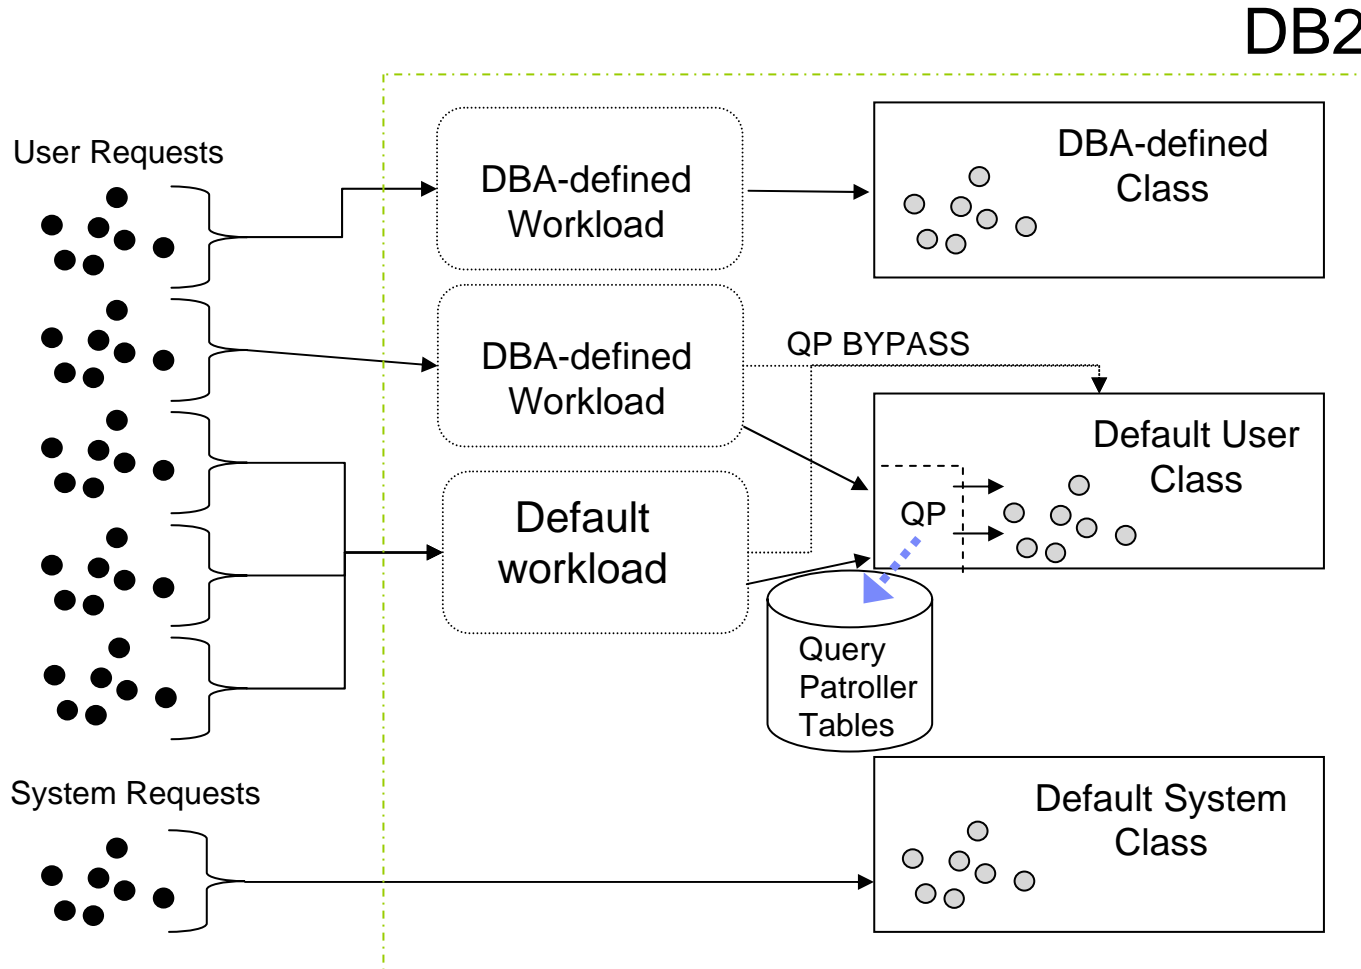 DB2
User Requests
DBA-defined
Workload
DBA-defined
Class
DBA-defined
Workload
QP BYPASS
Default User
Class
QP
Default
workload
Query
Patroller
Tables
System Requests
Default System
Class